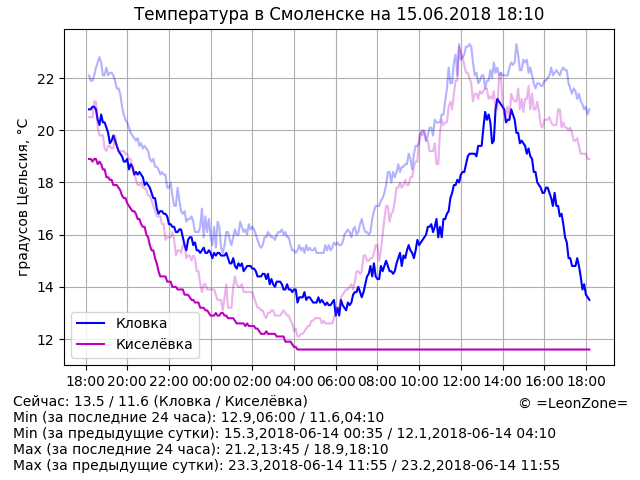 Температура в Смоленске на 15.06.2018 18:10
градусов Цельсия, °C
22
20
18
16
14
12
Кловка
Киселёвка
18:00 20:00 22:00 00:00 02:00 04:00 06:00 08:00 10:00 12:00 14:00 16:00 18:00
Сейчас: 13.5 / 11.6 (Кловка / Киселёвка)
© =LeonZone=
Min (за последние 24 часа): 12.9,06:00 / 11.6,04:10
Min (за предыдущие сутки): 15.3,2018-06-14 00:35 / 12.1,2018-06-14 04:10
Max (за последние 24 часа): 21.2,13:45 / 18.9,18:10
Max (за предыдущие сутки): 23.3,2018-06-14 11:55 / 23.2,2018-06-14 11:55